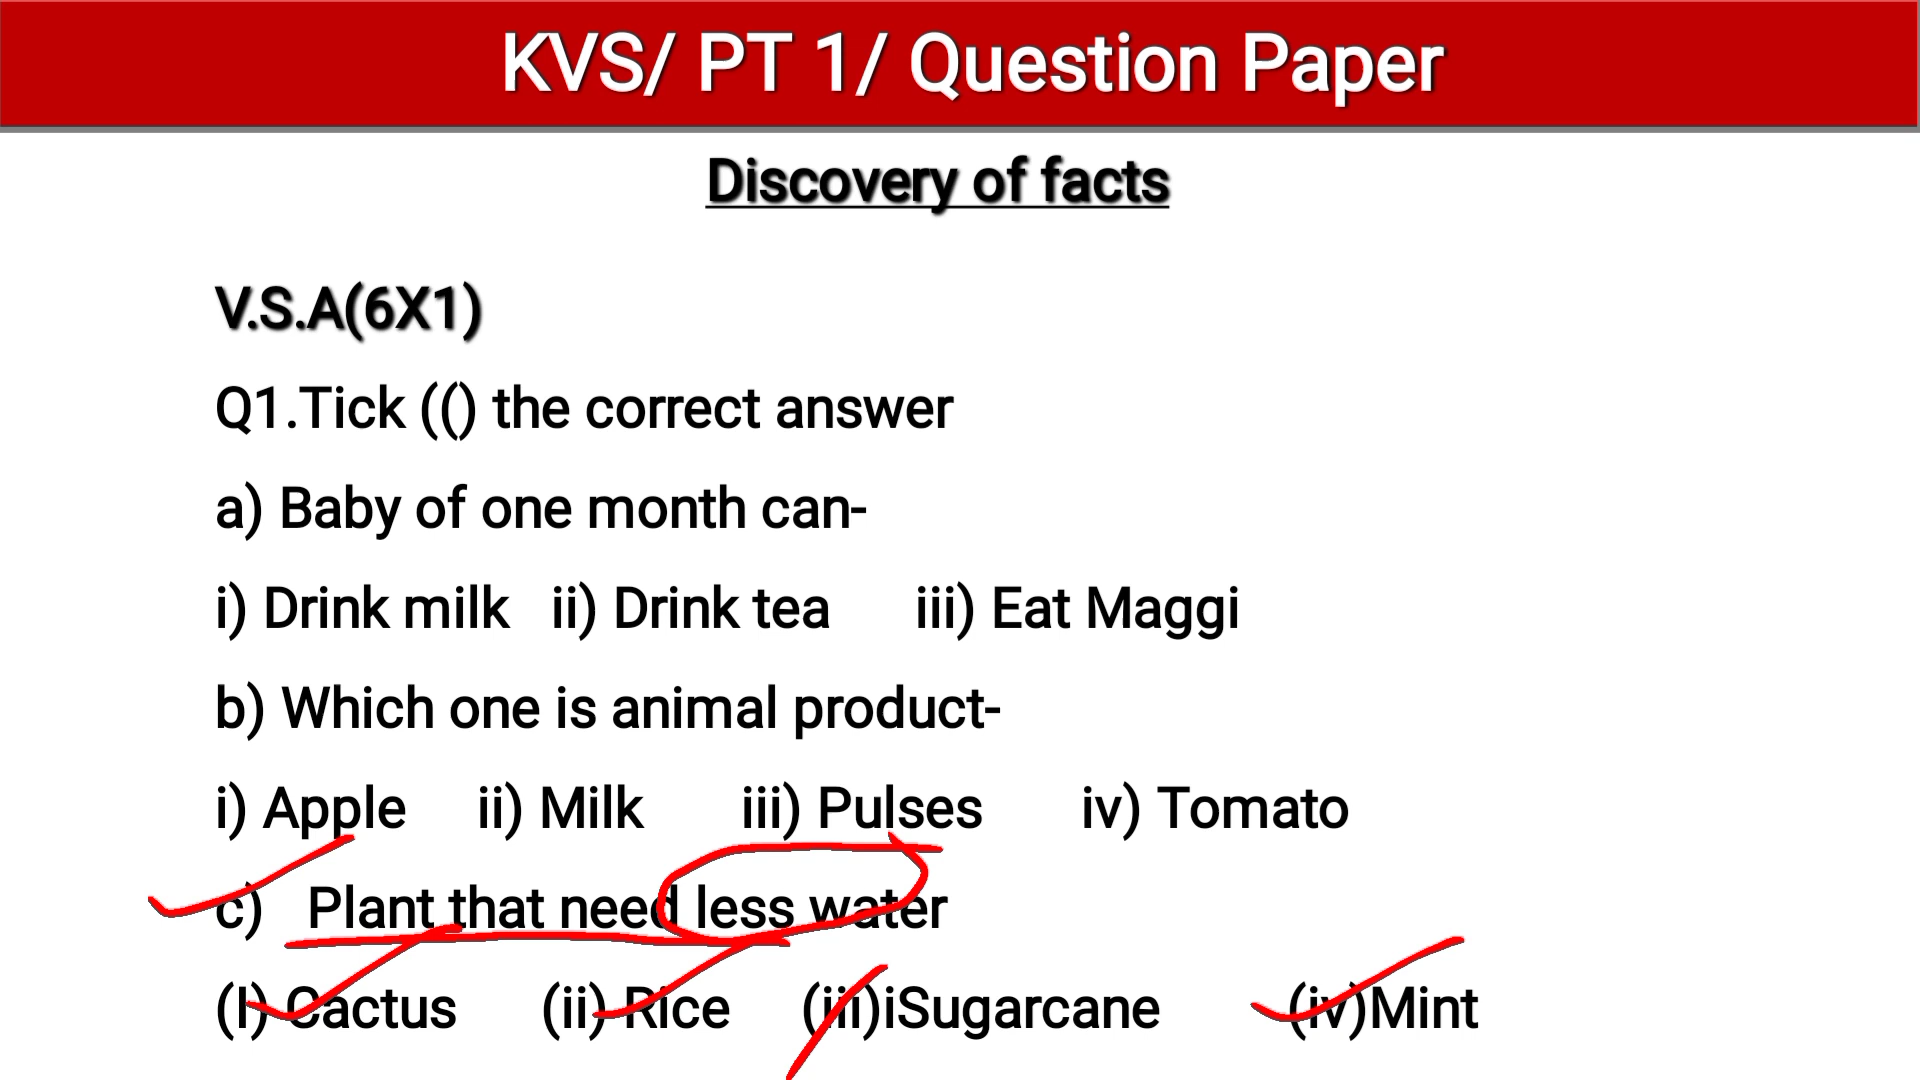 KVS/ PT 1/ Question Paper
Discovery of facts
V.S.A(6X1)
Q1.Tick (() the correct answer
a) Baby of one month can-
i) Drink milk ii) Drink tea iii) Eat Maggi
b) Which one is animal product-
i) Apple ii) Milk iii) Pulses iv) Tomato
c) Plant that need less water
(I) Cactus (ii) Rice (iii)iSugarcane (iv)Mint